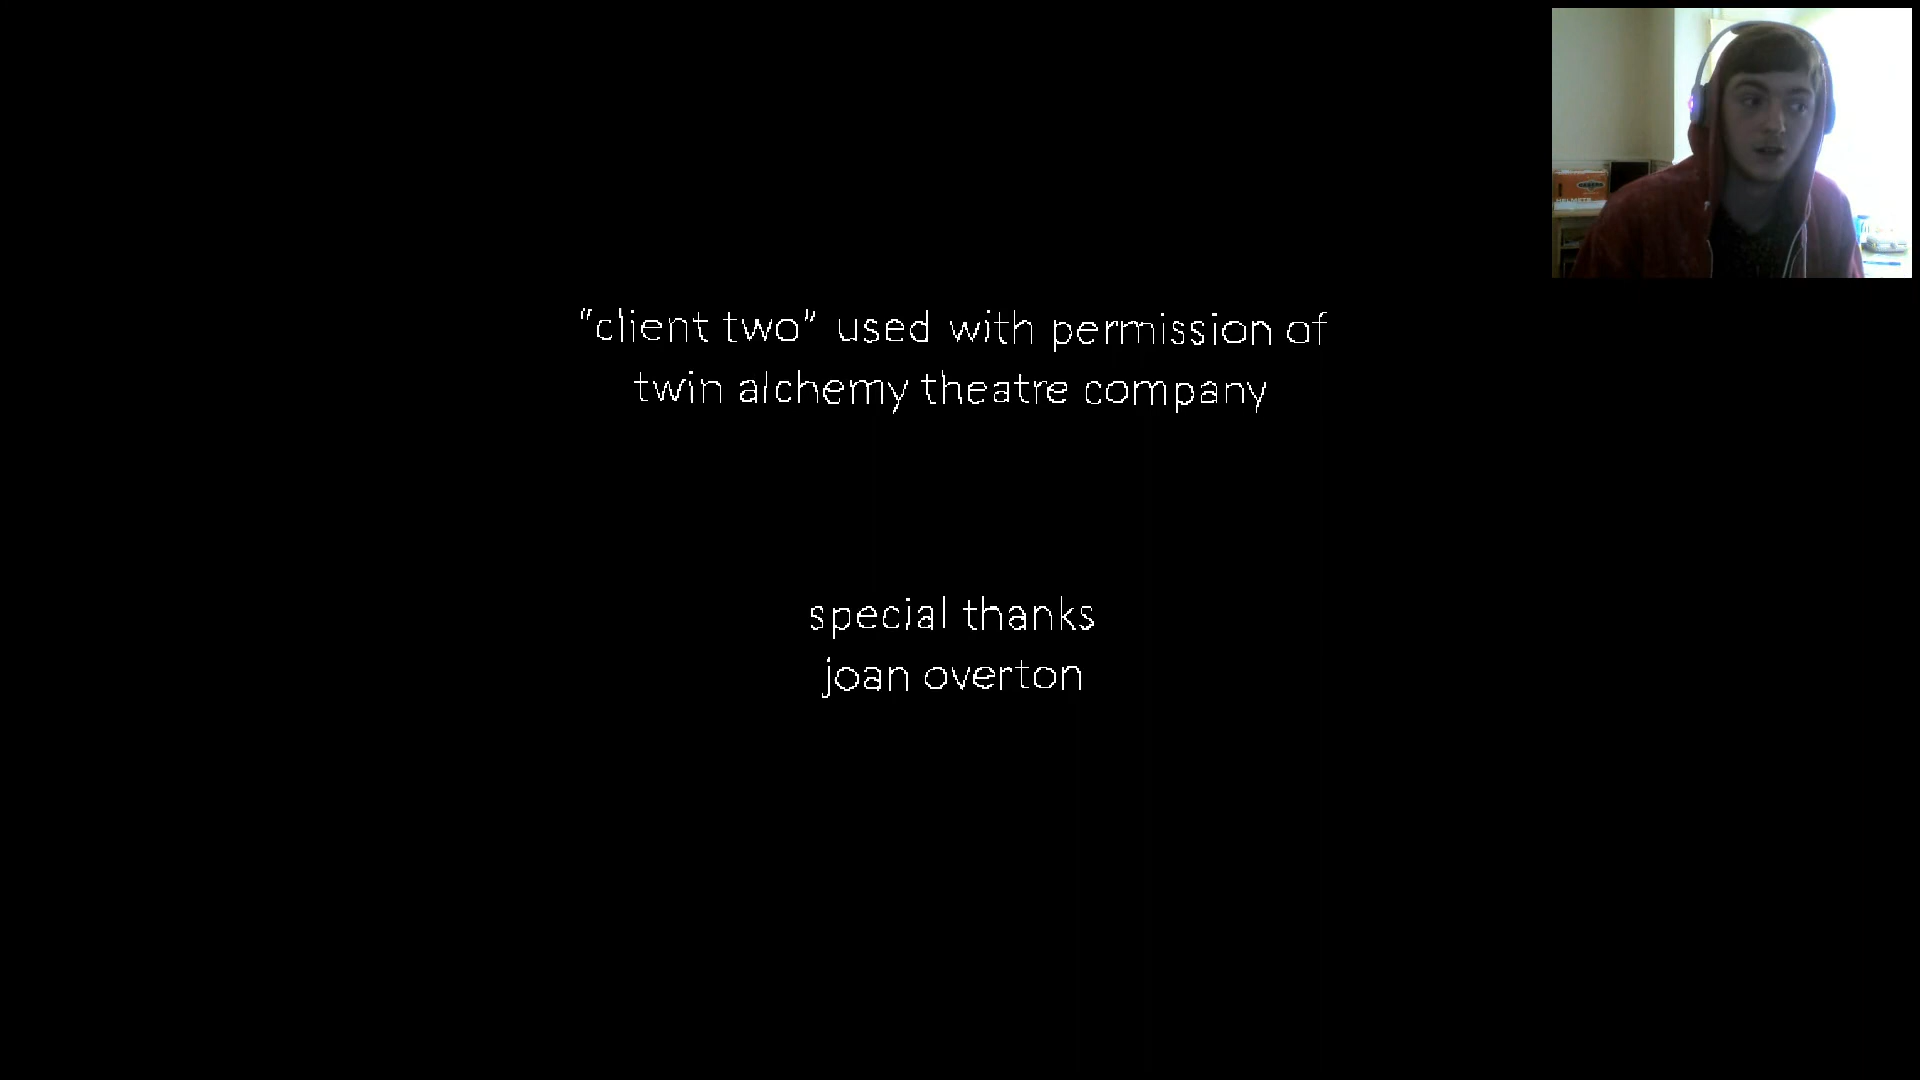 "client two" used with permission of
twin alchemy theatre company
special thanks
joan overton